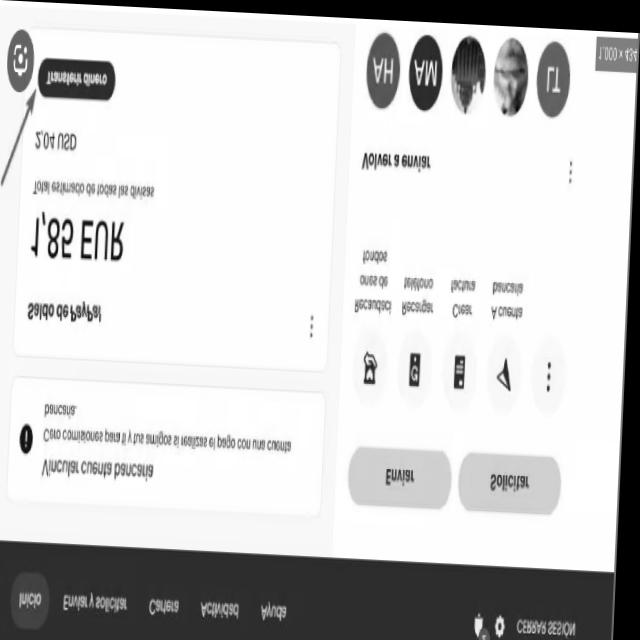 Inicio
Enviar y solicitar
Cartera
Actividad
Ayuda
CERRAR SESIÓN
Vincular cuenta bancaria
Cero comisiones para ti y tus amigos si realizas el pago con una cuenta
bancaria.
Saldo de PayPal
1,85 EUR
Total estimado de todas las divisas
2,04 USD
Transferir dinero
Enviar
Solicitar
Recaudaci
ones de
fondos
Recargar
teléfono
Crear
factura
A cuenta
bancaria
Volver a enviar
AH
AM
LT
1.000 × 434